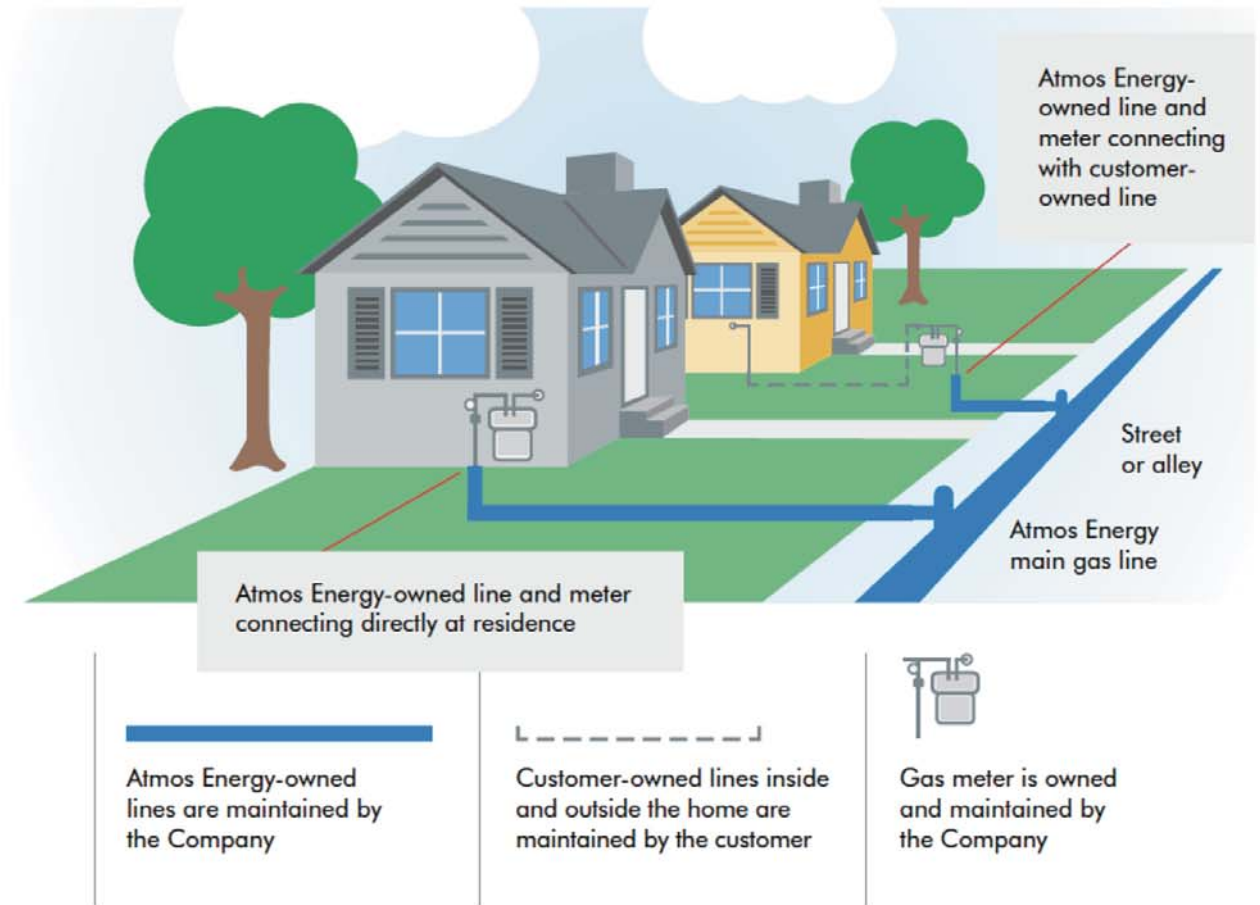 Atmos Energy-
owned line and
meter connecting
with customer-
owned line
Street
or alley
Atmos Energy
main gas line
Atmos Energy-owned line and meter
connecting directly at residence
Atmos Energy-owned
lines are maintained by
the Company
Customer-owned lines inside
and outside the home are
maintained by the customer
Gas meter is owned
and maintained by
the Company